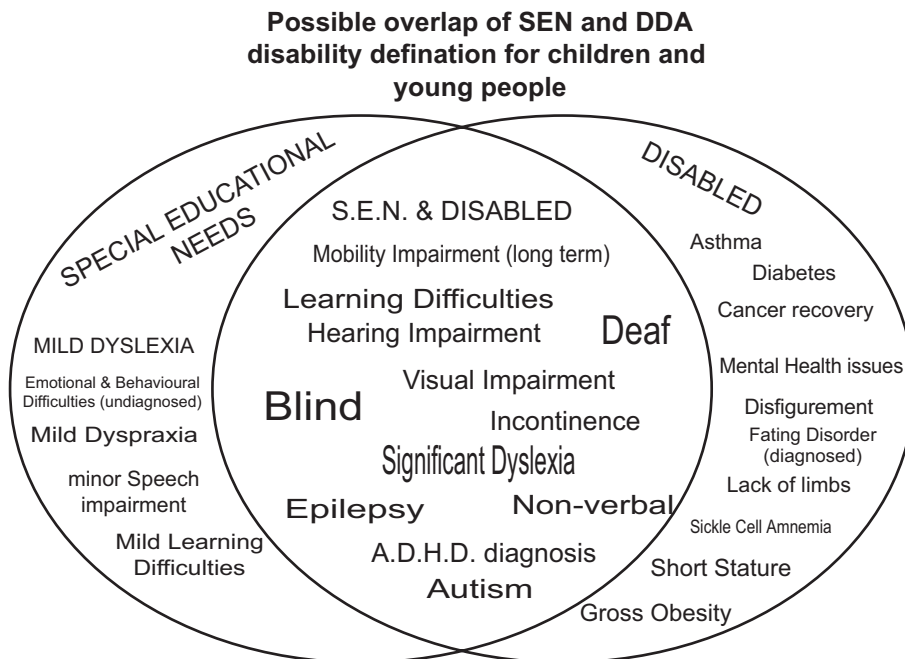 Possible overlap of SEN and DDA
disability defination for children and
young people
SPECIAL EDUCATIONAL
NEEDS
MILD DYSLEXIA
Emotional & Behavioural
Difficulties (undiagnosed)
Mild Dyspraxia
minor Speech
impairment
Mild Learning
Difficulties
S.E.N. & DISABLED
Mobility Impairment (long term)
Learning Difficulties
Hearing Impairment
Deaf
Visual Impairment
Blind
Incontinence
Significant Dyslexia
Epilepsy
Non-verbal
A.D.H.D. diagnosis
Autism
DISABLED
Asthma
Diabetes
Cancer recovery
Mental Health issues
Disfigurement
Fating Disorder
(diagnosed)
Lack of limbs
Sickle Cell Amnemia
Short Stature
Gross Obesity